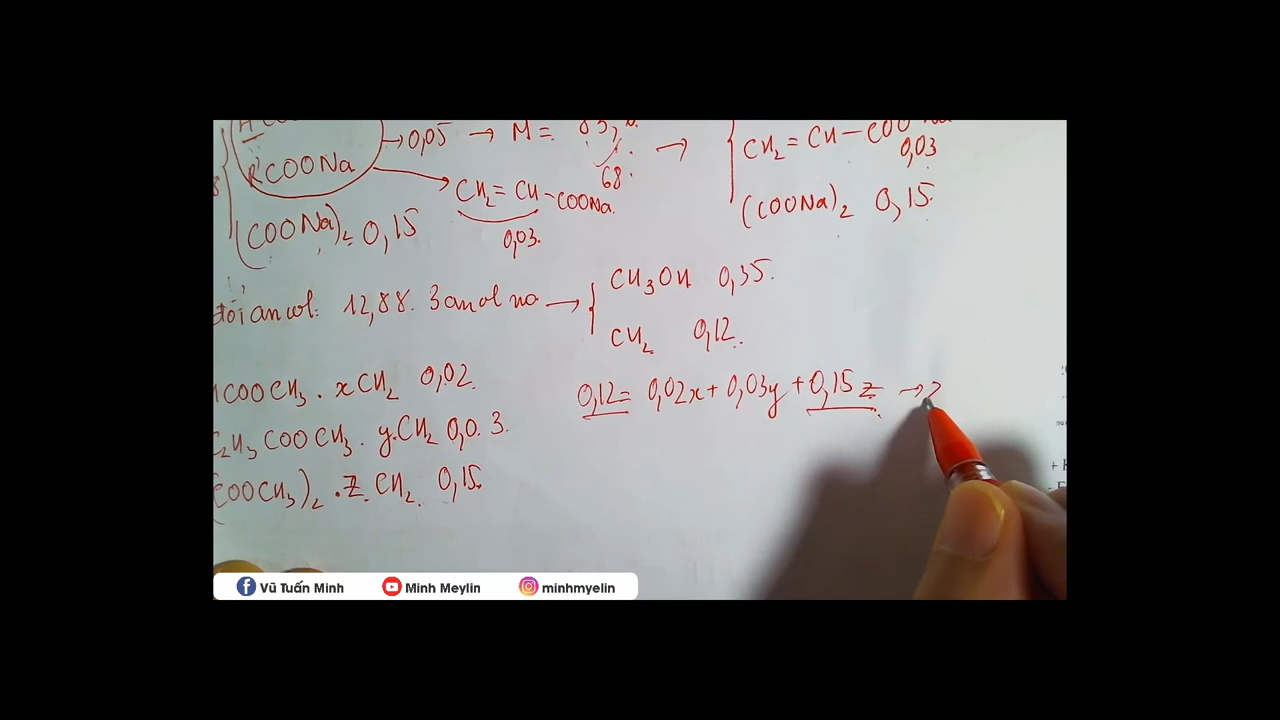 → 0,05 → M =
68. →
CH₂ = CH – COO
0,03
RCOONa
CH₂ = CH – COONa.
0,03.
(COONa)₂ 0,15.
(COONa)₂ 0,15
CH₃OH 0,35.
12,88. 3 ancol no → {
CH₂ 0,12.
HCOOCH₃ . xCH₂ 0,02.
0,12 = 0,02x + 0,03y + 0,15z →
C₂H₃COOCH₃ . y.CH₂ 0,03.
(COOCH₃)₂ . z. CH₂ 0,15.
Vũ Tuấn Minh Minh Meylin minhmyelin